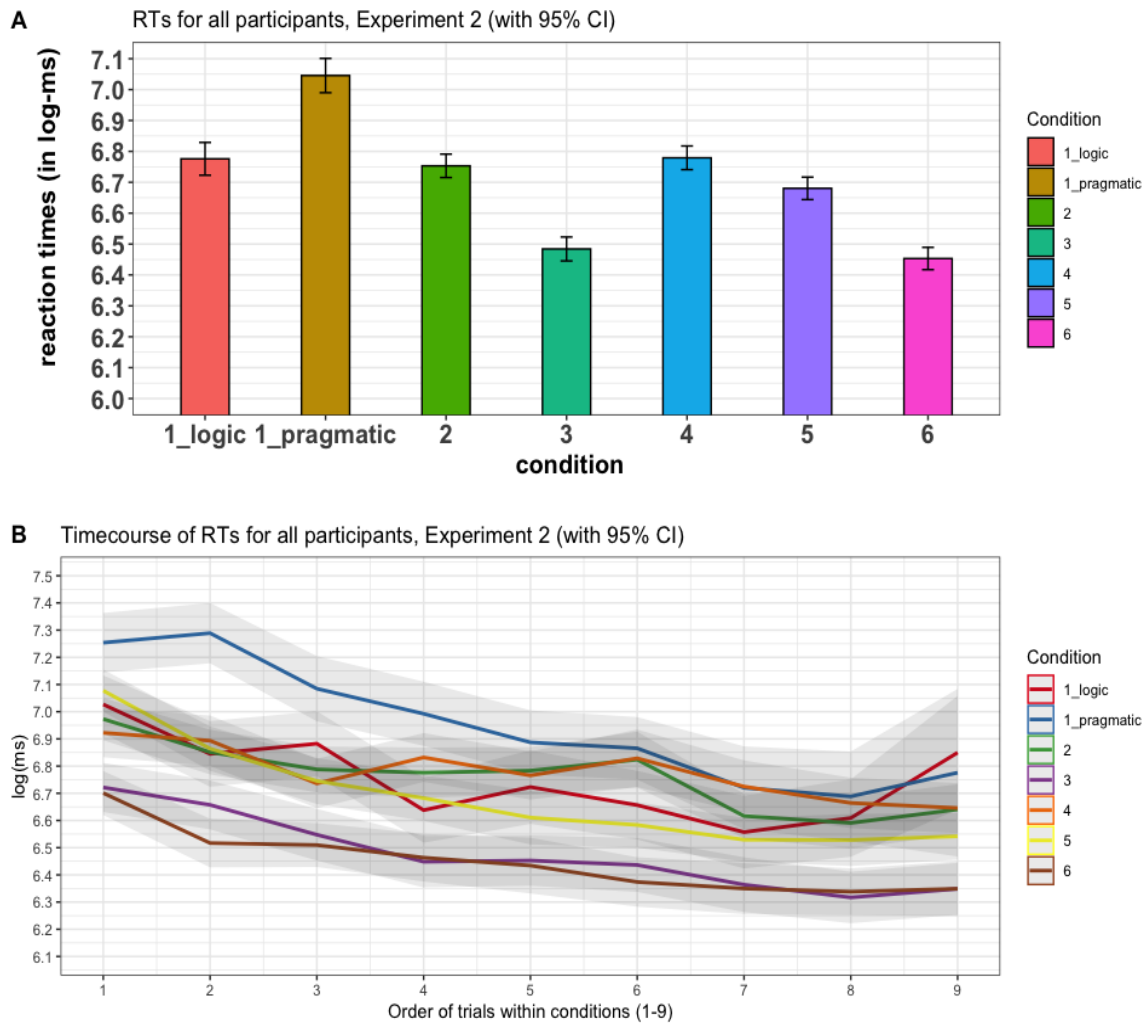 A
RTs for all participants, Experiment 2 (with 95% CI)
reaction times (in log-ms)
7.1
7.0
6.9
6.8
6.7
6.6
6.5
6.4
6.3
6.2
6.1
6.0
1_logic 1_pragmatic 2 3 4 5 6
condition
Condition
1_logic
1_pragmatic
2
3
4
5
6
B
Timecourse of RTs for all participants, Experiment 2 (with 95% CI)
log(ms)
7.5
7.4
7.3
7.2
7.1
7.0
6.9
6.8
6.7
6.6
6.5
6.4
6.3
6.2
6.1
1 2 3 4 5 6 7 8 9
Order of trials within conditions (1-9)
Condition
1_logic
1_pragmatic
2
3
4
5
6